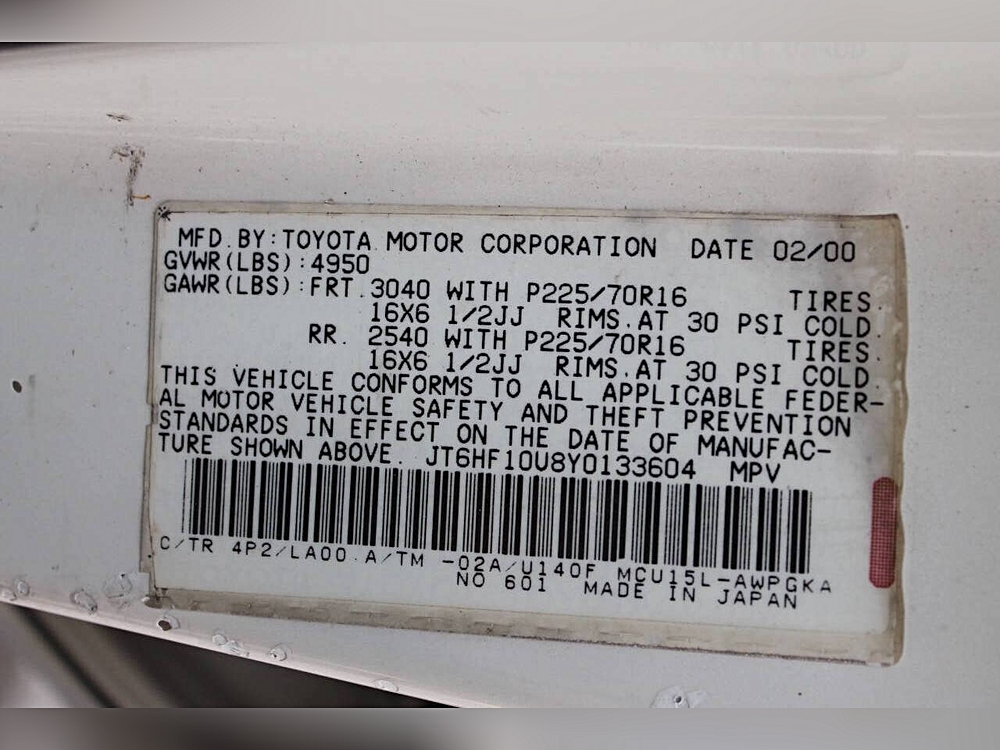 MFD.BY:TOYOTA MOTOR CORPORATION DATE 02/00
GVWR(LBS):4950
GAWR(LBS):FRT.3040 WITH P225/70R16 TIRES.
16X6 1/2JJ RIMS.AT 30 PSI COLD.
RR. 2540 WITH P225/70R16 TIRES.
16X6 1/2JJ RIMS.AT 30 PSI COLD.
THIS VEHICLE CONFORMS TO ALL APPLICABLE FEDER-
AL MOTOR VEHICLE SAFETY AND THEFT PREVENTION
STANDARDS IN EFFECT ON THE DATE OF MANUFAC-
TURE SHOWN ABOVE. JT6HF10U8Y0133604 MPV
C/TR 4P2/LA00 A/TM -02A/U140F MCU15L-AWPGKA
NO 601 MADE IN JAPAN